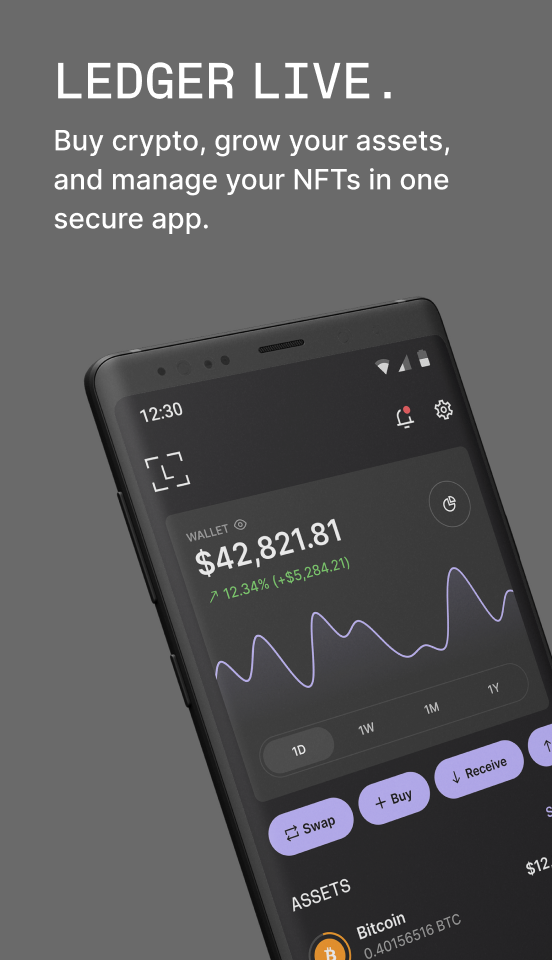 LEDGER LIVE.
Buy crypto, grow your assets,
and manage your NFTs in one
secure app.
12:30
L
WALLET
$42,821.81
12.34% (+$5,284.21)
1D 1W 1M 1Y
Swap Buy Receive
ASSETS
Bitcoin
0.40156516 BTC